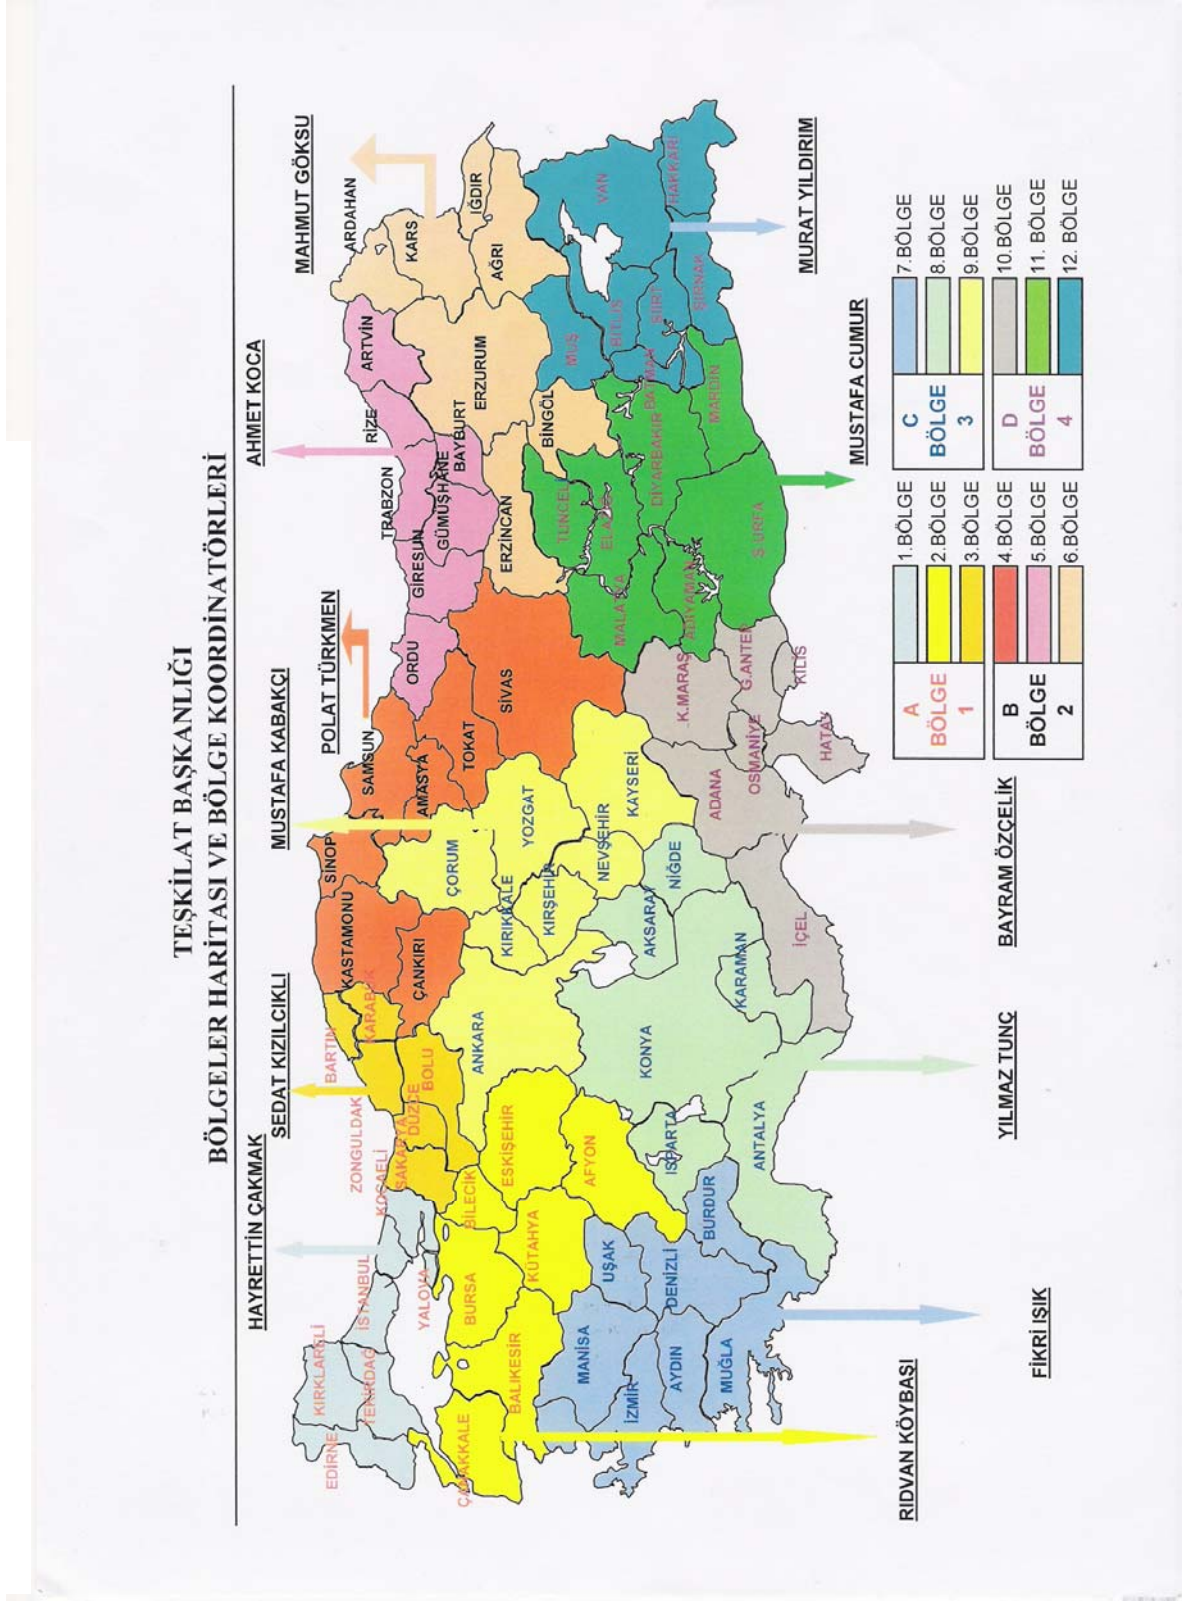 TEŞKİLAT BAŞKANLIĞI
BÖLGELER HARİTASI VE BÖLGE KOORDİNATÖRLERİ
HAYRETTİN ÇAKMAK
SEDAT KIZILCIKLI
MUSTAFA KABAKÇI
POLAT TÜRKMEN
AHMET KOCA
MAHMUT GÖKSU
EDİRNE
KIRKLARELİ
TEKİRDAĞ
İSTANBUL
YALOVA
KOCAELİ
SAKARYA
DÜZCE
BOLU
ZONGULDAK
BARTIN
KARABÜK
KASTAMONU
ÇANKIRI
SİNOP
SAMSUN
AMASYA
TOKAT
SİVAS
ORDU
GİRESUN
TRABZON
GÜMÜŞHANE
BAYBURT
RİZE
ARTVİN
ARDAHAN
KARS
IĞDIR
AĞRI
ERZURUM
ERZİNCAN
BİNGÖL
ÇANAKKALE
BALIKESİR
BURSA
BİLECİK
KÜTAHYA
ESKİŞEHİR
AFYON
ANKARA
ÇORUM
KIRIKKALE
KIRŞEHİR
YOZGAT
NEVŞEHİR
KAYSERİ
MANİSA
İZMİR
UŞAK
AYDIN
DENİZLİ
MUĞLA
BURDUR
ISPARTA
ANTALYA
KONYA
KARAMAN
AKSARAY
NİĞDE
İÇEL
ADANA
OSMANİYE
HATAY
K.MARAŞ
G.ANTEP
KİLİS
MALATYA
ADIYAMAN
TUNCELİ
ELAZIĞ
DİYARBAKIR
Ş.URFA
MARDİN
BATMAN
MUŞ
BİTLİS
SİİRT
ŞIRNAK
VAN
HAKKARİ
RIDVAN KÖYBAŞI
FİKRİ IŞIK
YILMAZ TUNÇ
BAYRAM ÖZÇELİK
MUSTAFA CUMUR
MURAT YILDIRIM
A
BÖLGE
1
1.BÖLGE
2.BÖLGE
3.BÖLGE
B
BÖLGE
2
4.BÖLGE
5.BÖLGE
6.BÖLGE
C
BÖLGE
3
7.BÖLGE
8.BÖLGE
9.BÖLGE
D
BÖLGE
4
10.BÖLGE
11. BÖLGE
12. BÖLGE